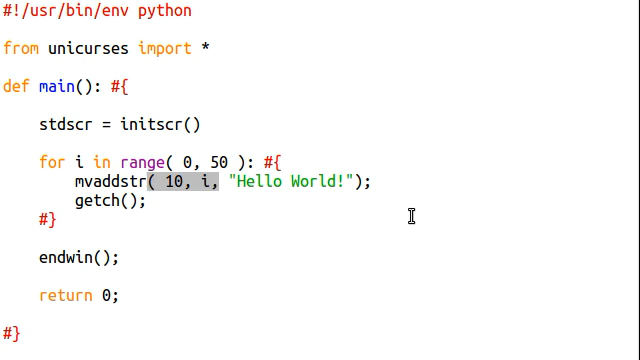 #!/usr/bin/env python
from unicurses import *
def main(): #{
stdscr = initscr()
for i in range( 0, 50 ): #{
mvaddstr( 10, i, "Hello World!");
getch();
#}
endwin();
return 0;
#}